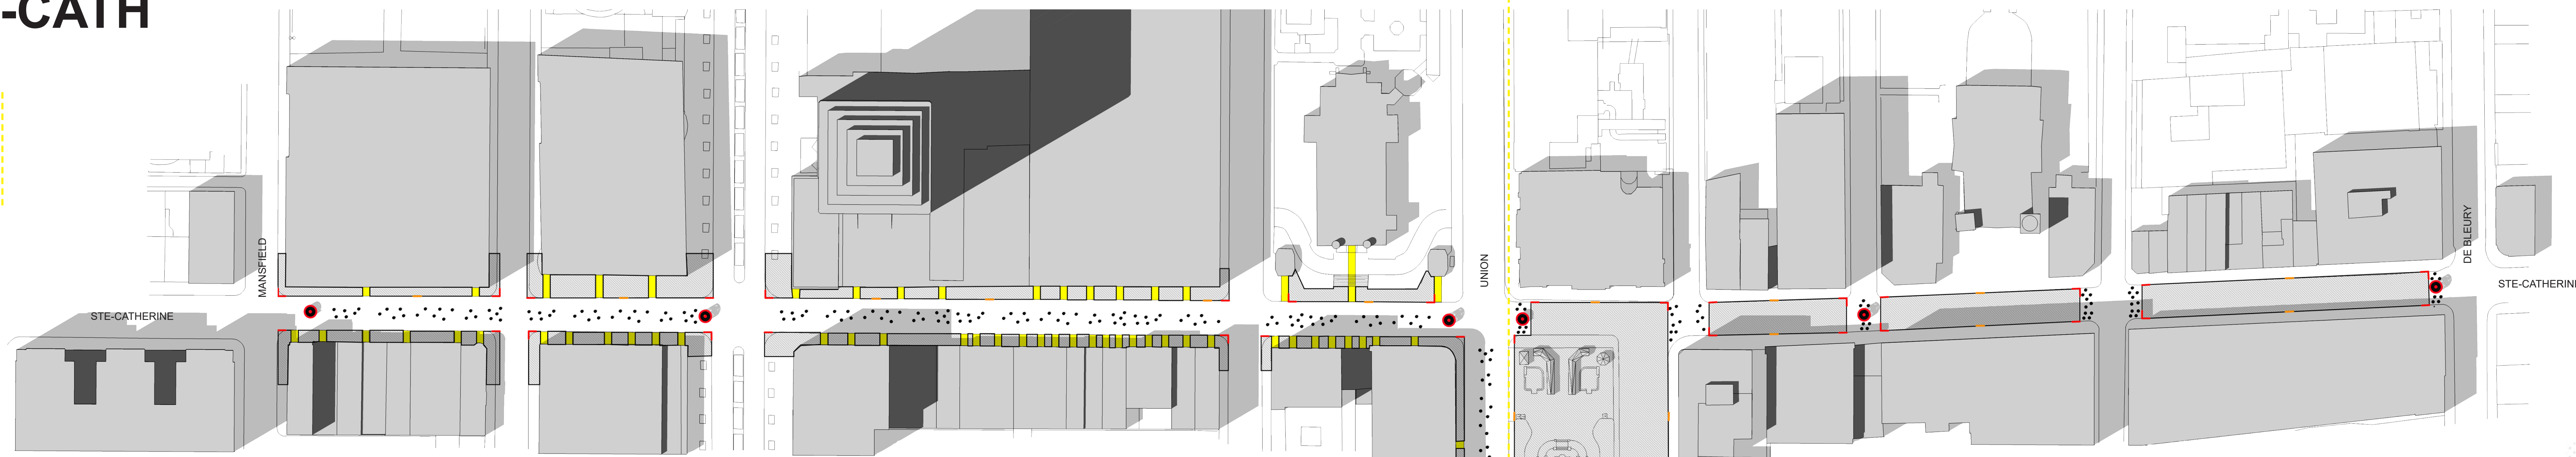 -CATH
MANSFIELD
UNION
DE BLEURY
STE-CATHERINE
STE-CATHERINE